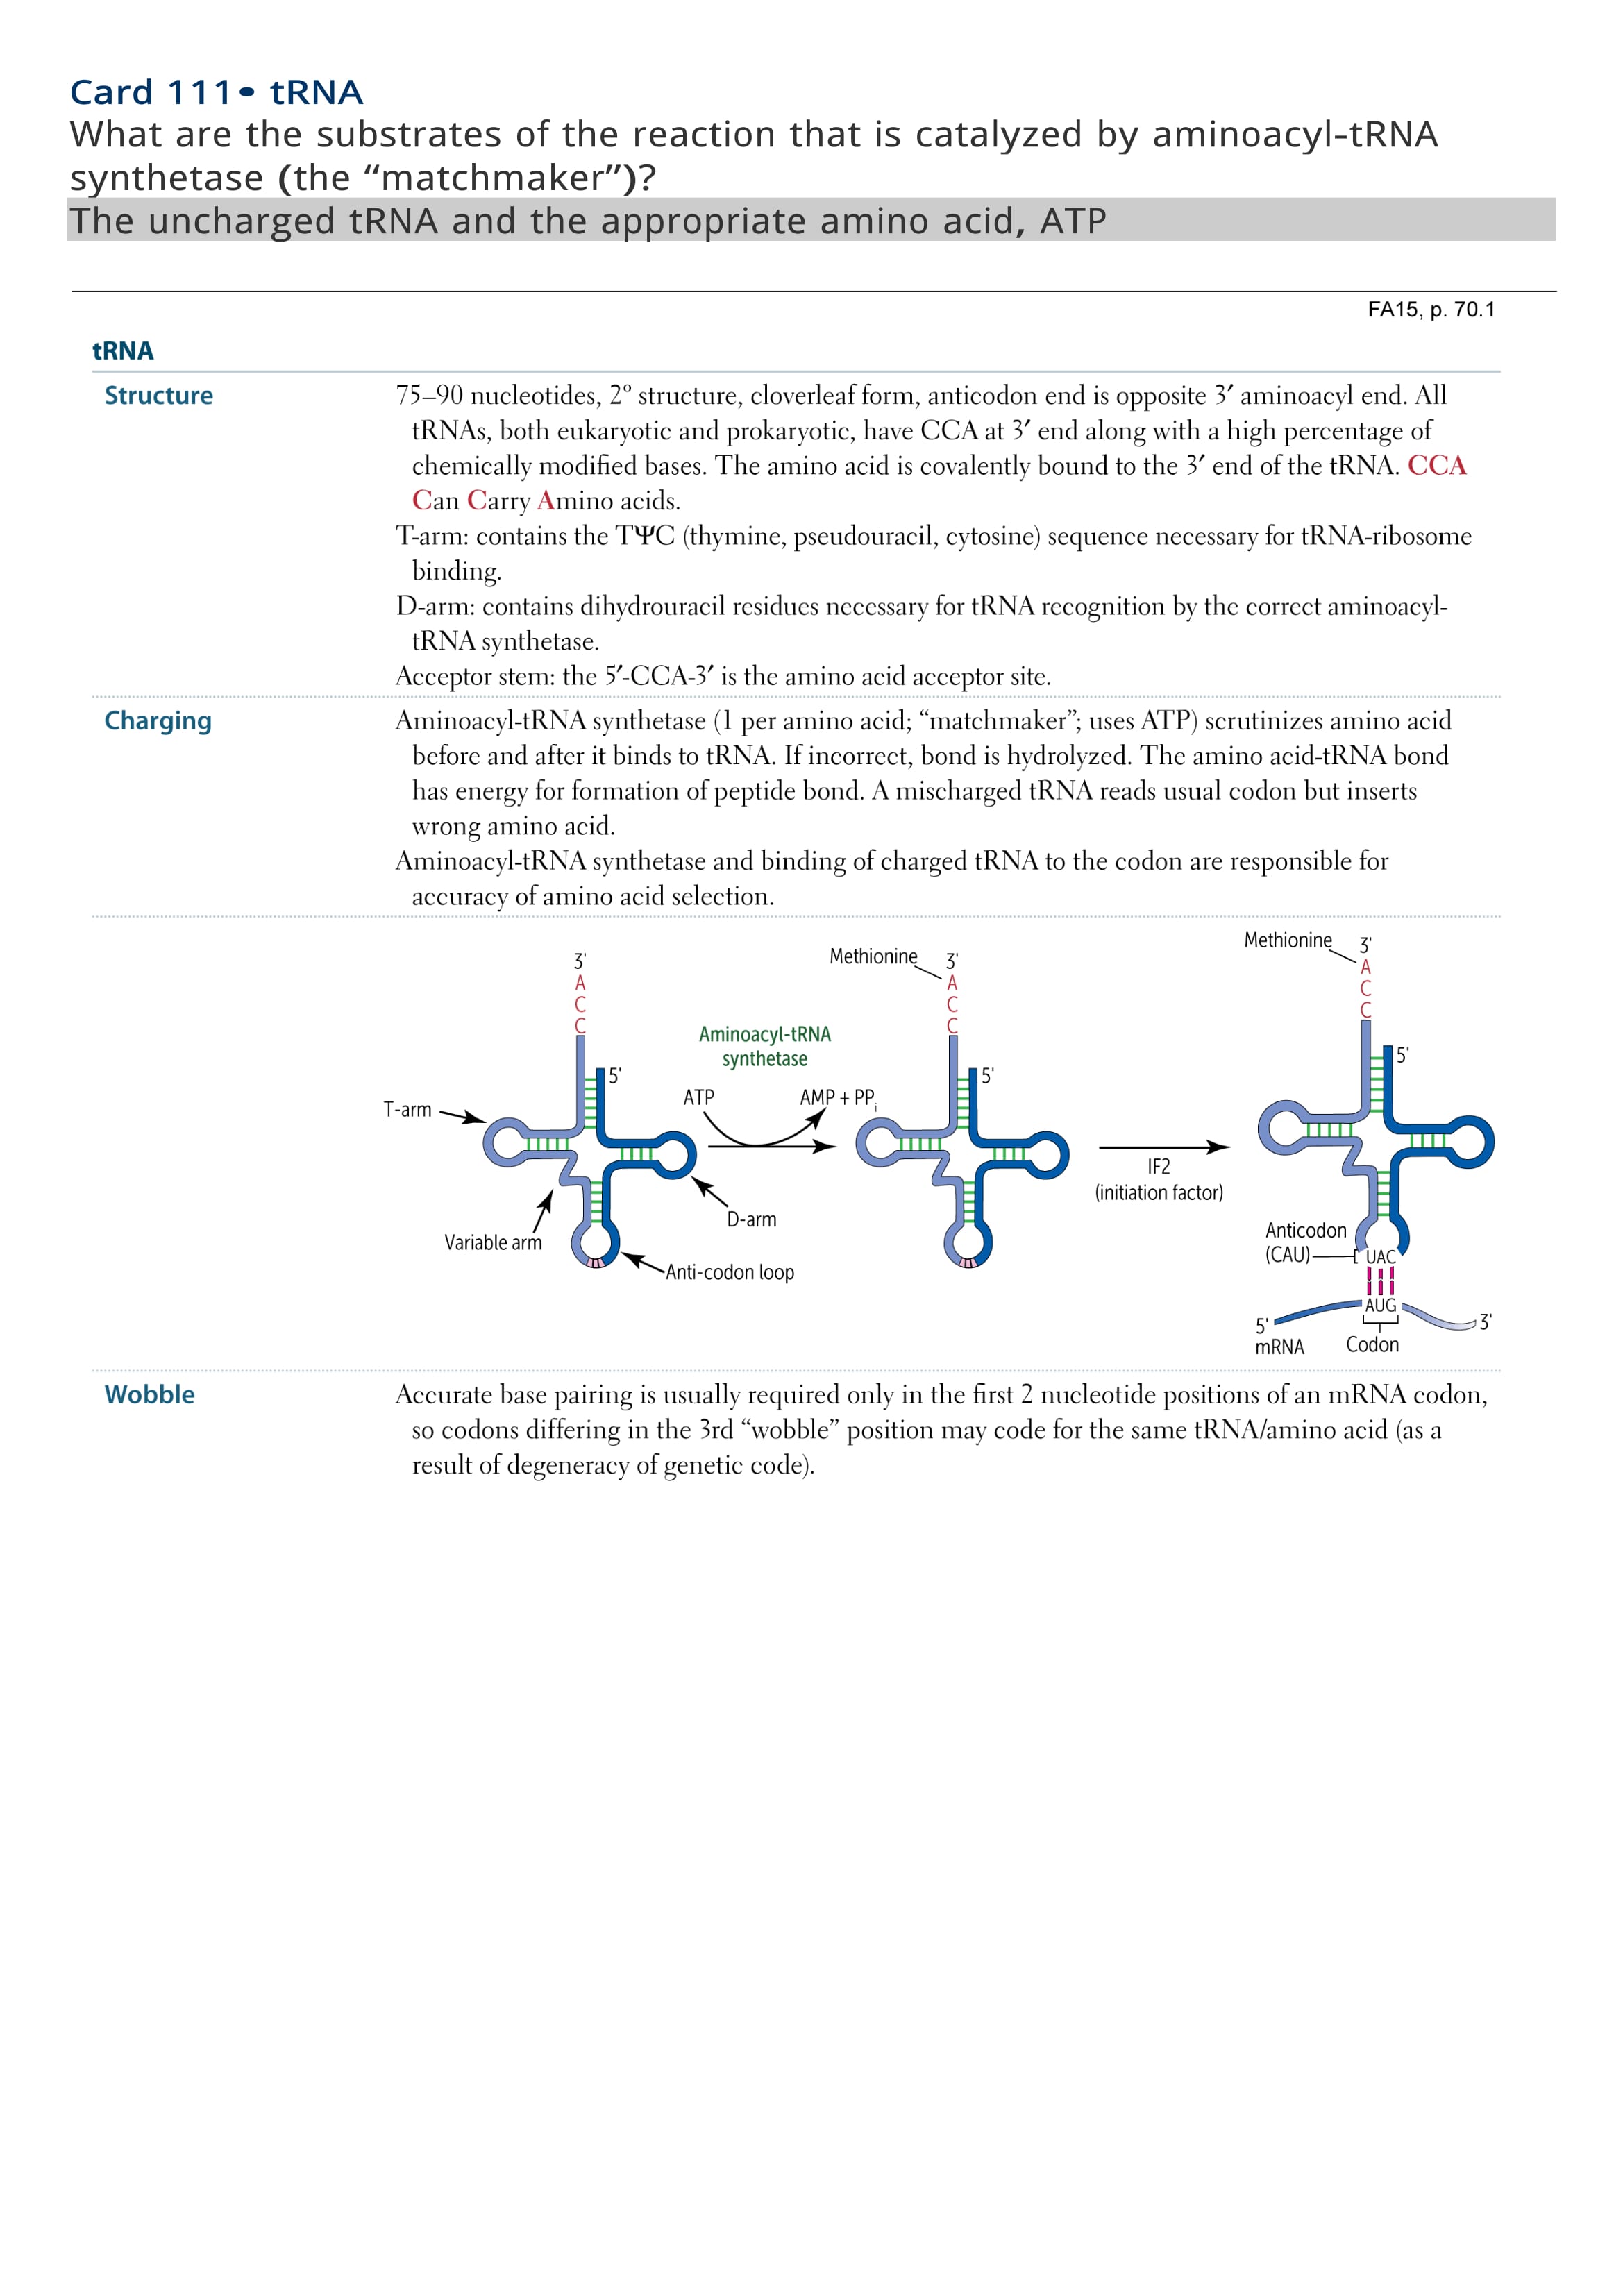 Card 111• tRNA
What are the substrates of the reaction that is catalyzed by aminoacyl-tRNA
synthetase (the “matchmaker”)?
The uncharged tRNA and the appropriate amino acid, ATP
FA15, p. 70.1
tRNA
Structure
75–90 nucleotides, 2° structure, cloverleaf form, anticodon end is opposite 3′ aminoacyl end. All
tRNAs, both eukaryotic and prokaryotic, have CCA at 3′ end along with a high percentage of
chemically modified bases. The amino acid is covalently bound to the 3′ end of the tRNA. CCA
Can Carry Amino acids.
T-arm: contains the TΨC (thymine, pseudouracil, cytosine) sequence necessary for tRNA-ribosome
binding.
D-arm: contains dihydrouracil residues necessary for tRNA recognition by the correct aminoacyl-
tRNA synthetase.
Acceptor stem: the 5′-CCA-3′ is the amino acid acceptor site.
Charging
Aminoacyl-tRNA synthetase (1 per amino acid; “matchmaker”; uses ATP) scrutinizes amino acid
before and after it binds to tRNA. If incorrect, bond is hydrolyzed. The amino acid-tRNA bond
has energy for formation of peptide bond. A mischarged tRNA reads usual codon but inserts
wrong amino acid.
Aminoacyl-tRNA synthetase and binding of charged tRNA to the codon are responsible for
accuracy of amino acid selection.
3'
A
C
C
5'
T-arm
Variable arm
D-arm
Anti-codon loop
Aminoacyl-tRNA
synthetase
ATP
AMP + PPi
Methionine
3'
A
C
C
5'
IF2
(initiation factor)
Methionine
3'
A
C
C
5'
Anticodon
(CAU)
UAC
AUG
5'
mRNA
Codon
3'
Wobble
Accurate base pairing is usually required only in the first 2 nucleotide positions of an mRNA codon,
so codons differing in the 3rd “wobble” position may code for the same tRNA/amino acid (as a
result of degeneracy of genetic code).